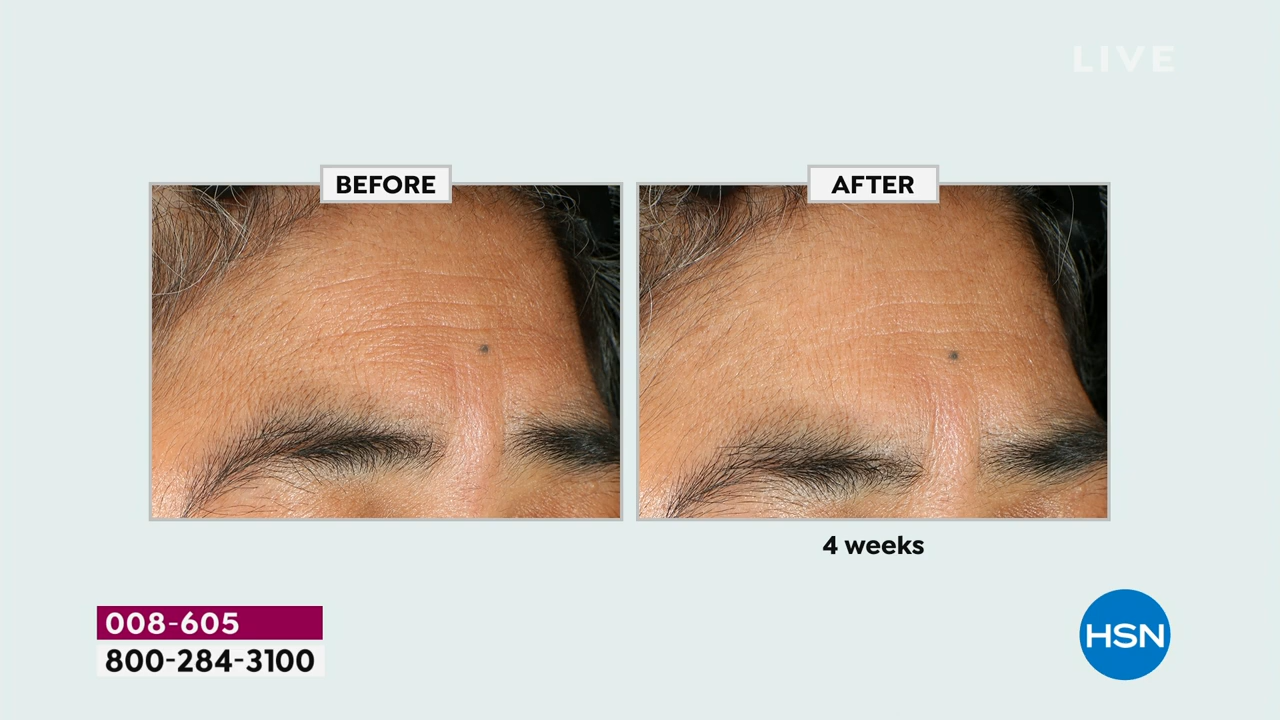 LIVE
BEFORE
AFTER
4 weeks
008-605
800-284-3100
HSN